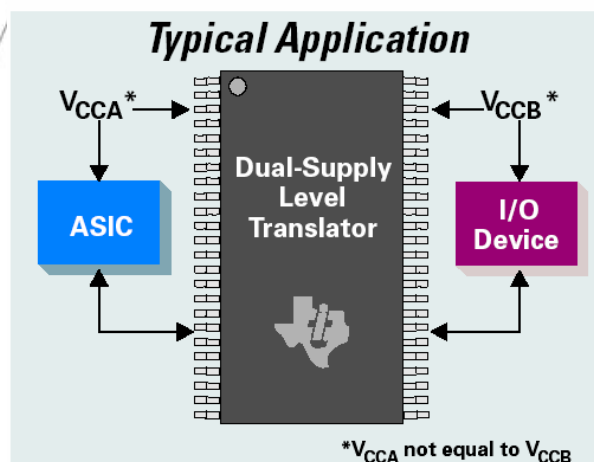 Typical Application
VCCA*
VCCB*
Dual-Supply
Level
Translator
ASIC
I/O
Device
*VCCA not equal to VCCB